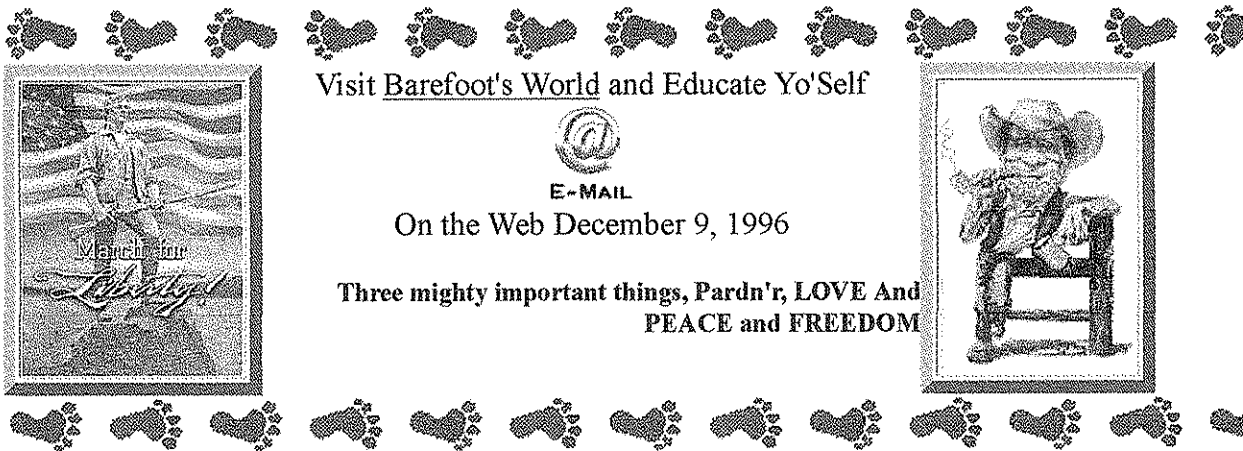 Visit Barefoot's World and Educate Yo'Self
@
E-MAIL
On the Web December 9, 1996
Three mighty important things, Pardn'r, LOVE And
PEACE and FREEDOM
March for
Liberty!